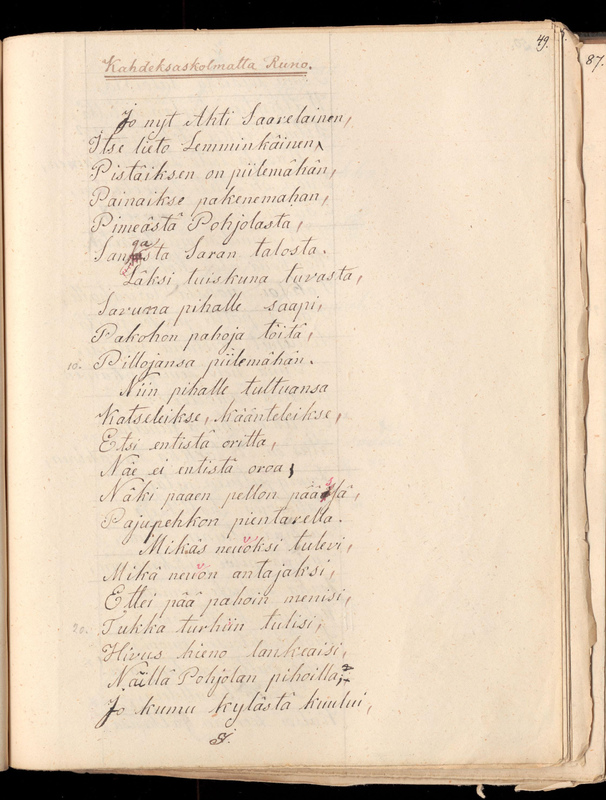 49.
87.
Kahdeksaskolmatta Runo.
Jo nyt Ahti Saarelainen,
Itse lieto Lemminkäinen,
Pistäiksen on piilemähän,
Painaikse pakenemahan,
Pimeästä Pohjolasta,
Sangasta Saran talosta.
Läksi, tuiskuna tuvasta,
Savuna pihalle saapi,
Pakohon pahoja töitä,
10. Pillojansa piilemähän.
Niin pihalle tultuansa
Katseleikse, käänteleikse,
Etsi entistä oritta,
Näe ei entistä oroa;
Näki paaen pellon päässä,
Pajupehkon pientarella.
Mikäs neuoksi tulevi,
Mikä neuon antajaksi,
Ettei pää pahoin menisi,
20. Tukka turhiin tulisi,
Hivus hieno lankeaisi,
Näiltä Pohjolan pihoilla;?
Jo kumu kylästä kuului,